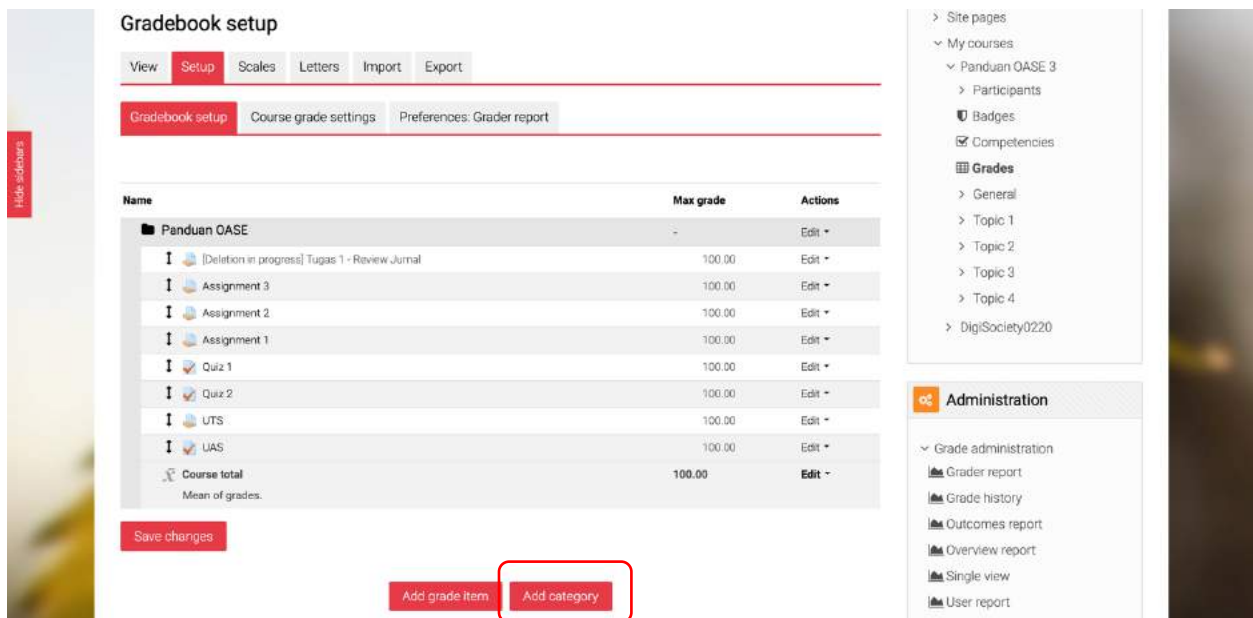 Gradebook setup
View Setup Scales Letters Import Export
Gradebook setup Course grade settings Preferences: Grader report
Hide sidebars
Name Max grade Actions
Panduan OASE - Edit
[Deletion in progress] Tugas 1 - Review Jurnal 100.00 Edit
Assignment 3 100.00 Edit
Assignment 2 100.00 Edit
Assignment 1 100.00 Edit
Quiz 1 100.00 Edit
Quiz 2 100.00 Edit
UTS 100.00 Edit
UAS 100.00 Edit
Course total 100.00 Edit
Mean of grades.
Save changes
Add grade item Add category
Site pages
My courses
Panduan OASE 3
Participants
Badges
Competencies
Grades
General
Topic 1
Topic 2
Topic 3
Topic 4
DigiSociety0220
Administration
Grade administration
Grader report
Grade history
Outcomes report
Overview report
Single view
User report